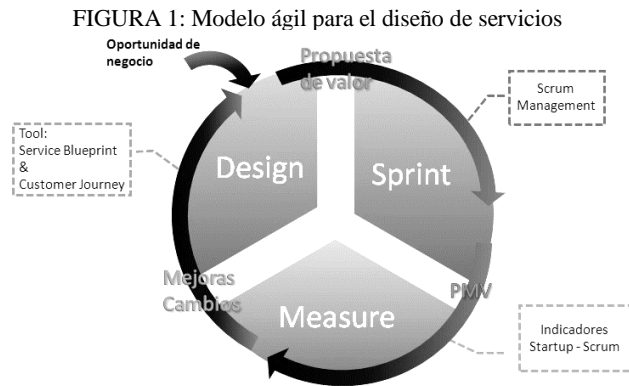 FIGURA 1: Modelo ágil para el diseño de servicios
Oportunidad de
negocio
Propuesta
de valor
Scrum
Management
Tool:
Service Blueprint
&
Customer Journey
Design
Sprint
Mejoras
Cambios
PMV
Measure
Indicadores
Startup - Scrum